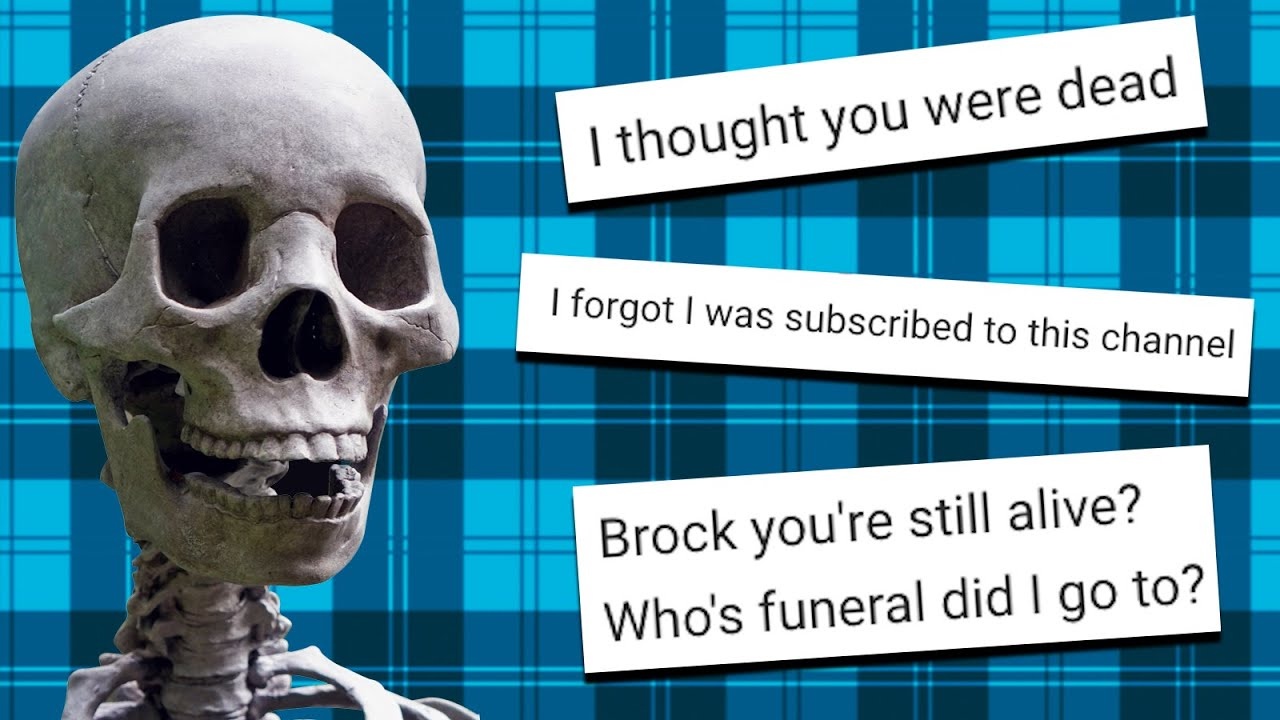 I thought you were dead
I forgot I was subscribed to this channel
Brock you're still alive?
Who's funeral did I go to?